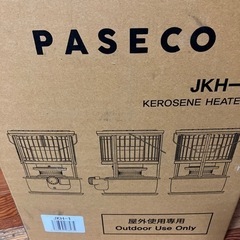 PASECO
JKH-
KEROSENE HEATE
JKH-1
屋外使用専用
Outdoor Use Only